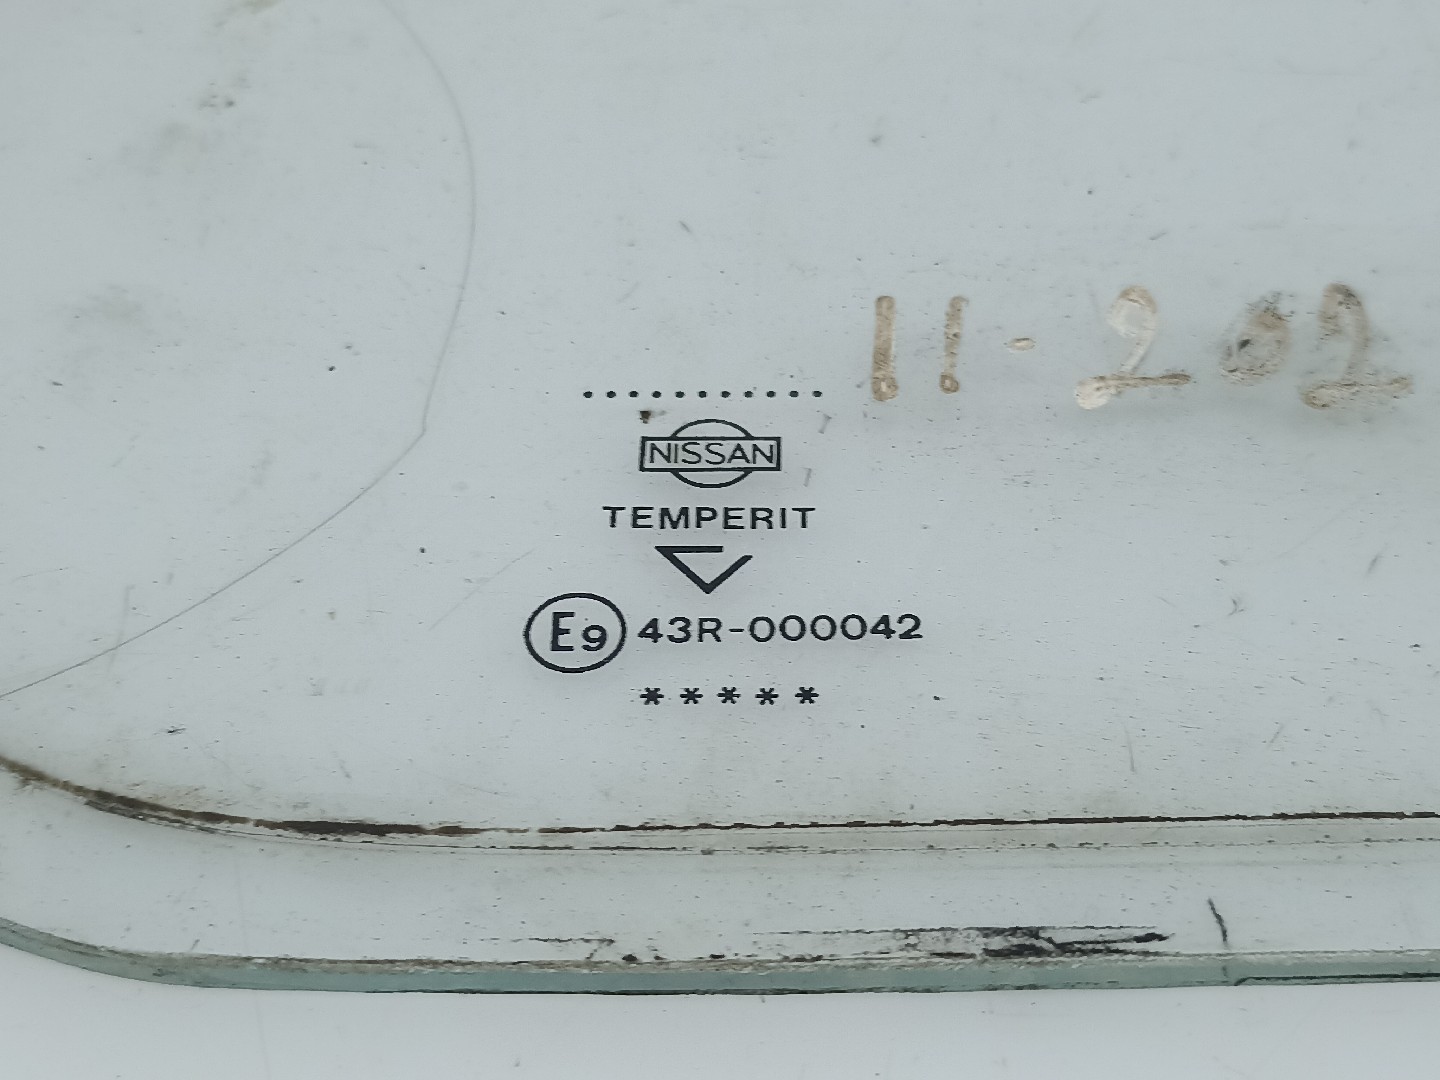 11-202
NISSAN
TEMPERIT
E9 43R-000042
*****